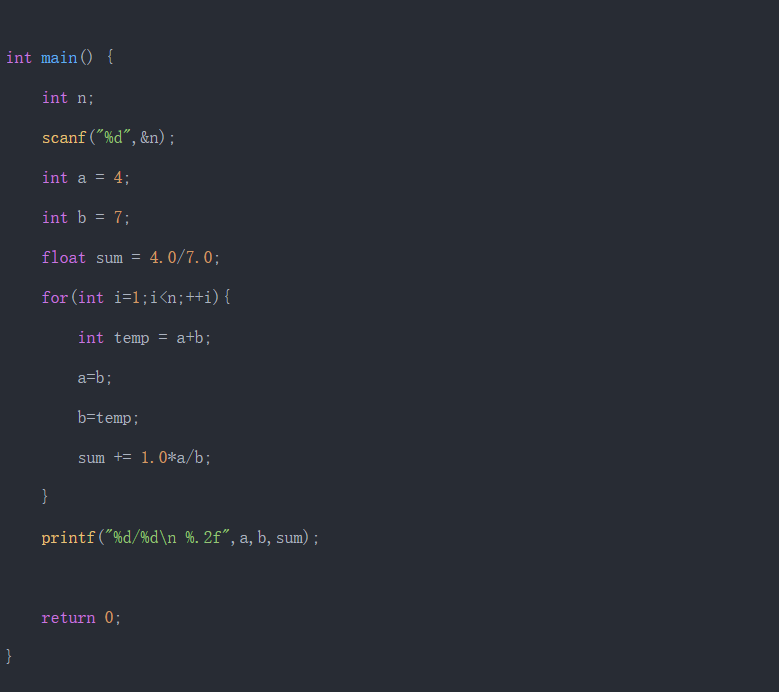 int main() {
    int n;
    scanf("%d",&n);
    int a = 4;
    int b = 7;
    float sum = 4.0/7.0;
    for(int i=1;i<n;++i){
        int temp = a+b;
        a=b;
        b=temp;
        sum += 1.0*a/b;
    }
    printf("%d/%d\n %.2f",a,b,sum);
    return 0;
}